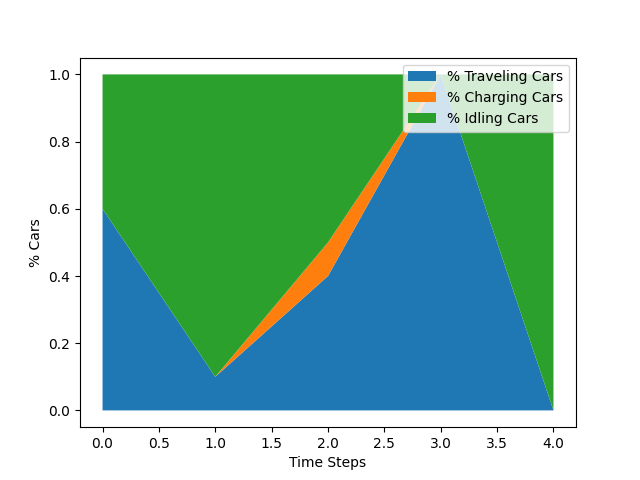 % Traveling Cars
% Charging Cars
% Idling Cars
1.0
0.8
0.6
0.4
0.2
0.0
% Cars
0.0 0.5 1.0 1.5 2.0 2.5 3.0 3.5 4.0
Time Steps